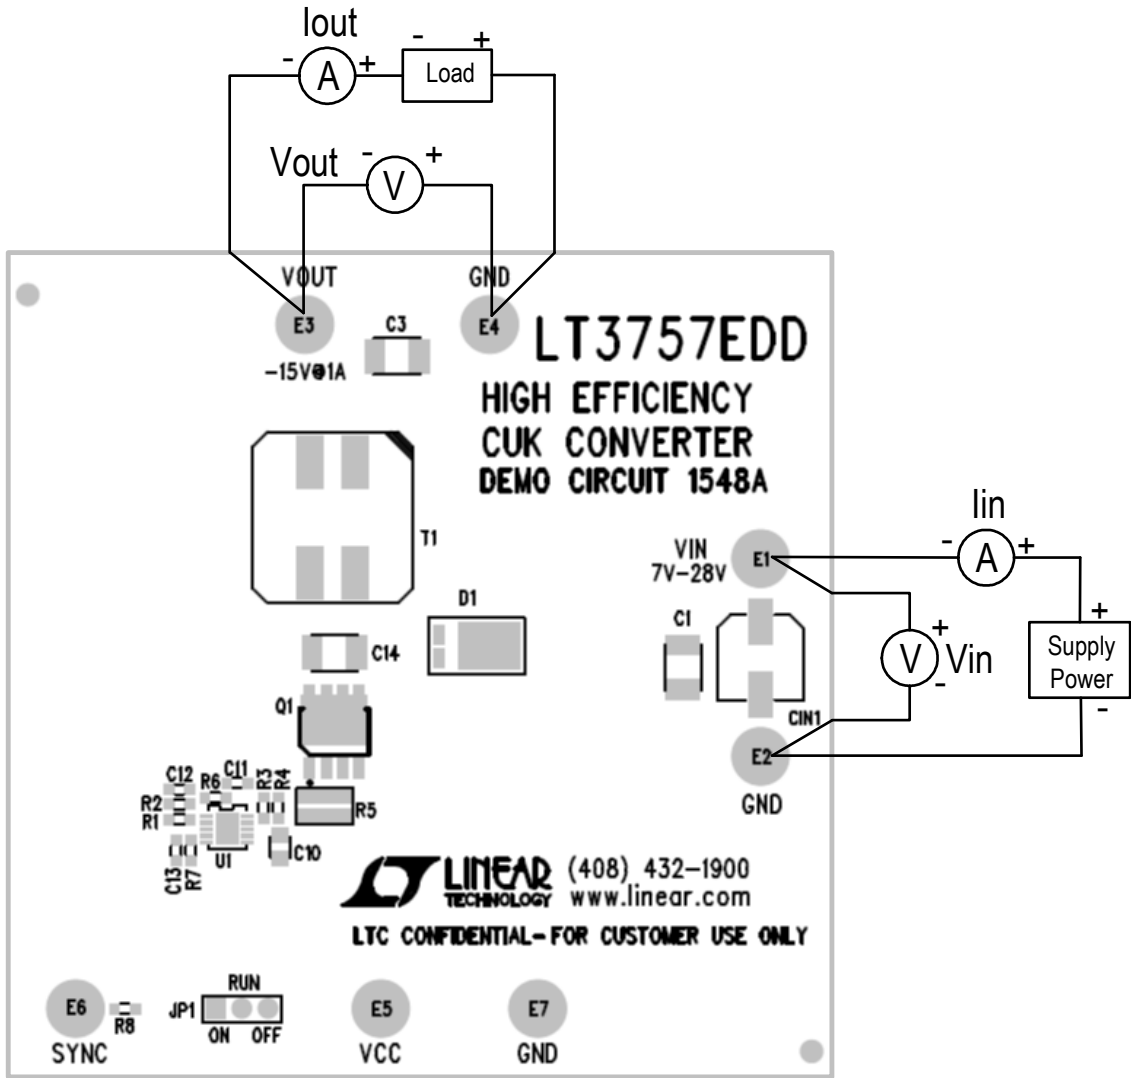 Iout
- A + - Load +
Vout
- V +
VOUT
GND
E3
E4
C3
-15V@1A
LT3757EDD
HIGH EFFICIENCY
CUK CONVERTER
DEMO CIRCUIT 1548A
T1
Iin
- A +
VIN
7V-28V
E1
D1
C1
C14
+
V Vin
-
+
Supply
Power
-
Q1
CIN1
E2
GND
C12
C11
R6
R3
R4
R2
R1
R5
U1
C10
C13
R7
LINEAR
TECHNOLOGY
(408) 432-1900
www.linear.com
LTC CONFIDENTIAL-FOR CUSTOMER USE ONLY
RUN
JP1
ON OFF
E6
R8
SYNC
E5
VCC
E7
GND